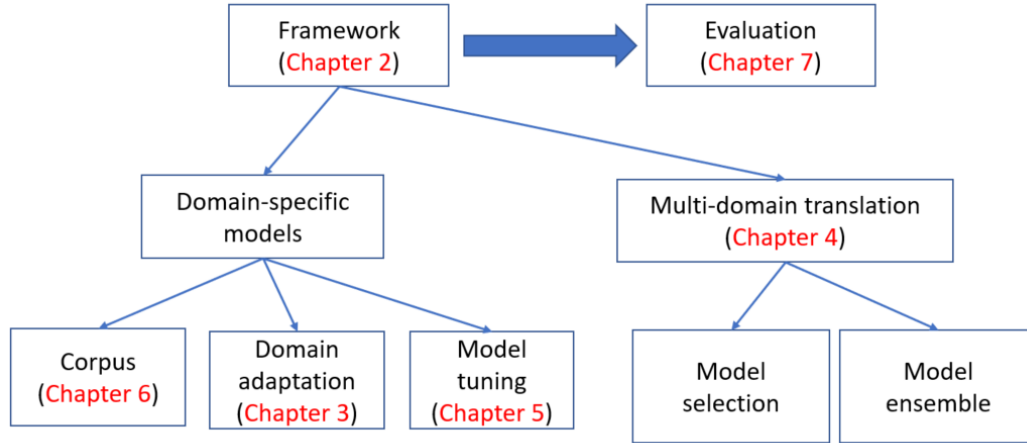 Framework
(Chapter 2)
Evaluation
(Chapter 7)
Domain-specific
models
Multi-domain translation
(Chapter 4)
Corpus
(Chapter 6)
Domain
adaptation
(Chapter 3)
Model
tuning
(Chapter 5)
Model
selection
Model
ensemble